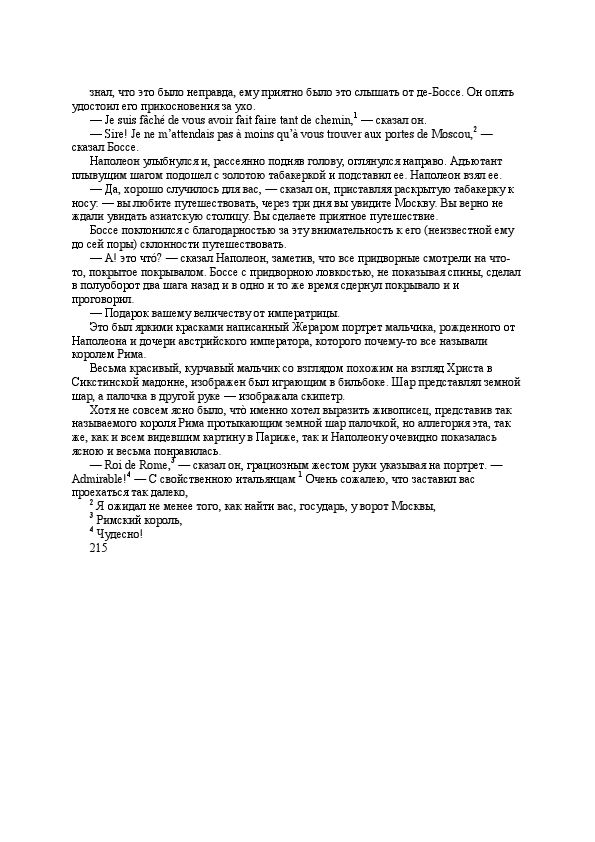 знал, что это было неправда, ему приятно было это слышать от де-Боссе. Он опять
удостоил его прикосновения за ухо.
— Je suis fâché de vous avoir fait faire tant de chemin,¹ — сказал он.
— Sire! Je ne m’attendais pas à moins qu’à vous trouver aux portes de Moscou,² —
сказал Боссе.
Наполеон улыбнулся и, рассеянно подняв голову, оглянулся направо. Адъютант
плывущим шагом подошел с золотою табакеркой и подставил ее. Наполеон взял ее.
— Да, хорошо случилось для вас, — сказал он, приставляя раскрытую табакерку к
носу: — вы любите путешествовать, через три дня вы увидите Москву. Вы верно не
ждали увидать азиатскую столицу. Вы сделаете приятное путешествие.
Боссе поклонился с благодарностью за эту внимательность к его (неизвестной ему
до сей поры) склонности путешествовать.
— А! это что́? — сказал Наполеон, заметив, что все придворные смотрели на что-
то, покрытое покрывалом. Боссе с придворною ловкостью, не показывая спины, сделал
в полуоборот два шага назад и в одно и то же время сдернул покрывало и и
проговорил.
— Подарок вашему величеству от императрицы.
Это был яркими красками написанный Жераром портрет мальчика, рожденного от
Наполеона и дочери австрийского императора, которого почему-то все называли
королем Рима.
Весьма красивый, курчавый мальчик со взглядом похожим на взгляд Христа в
Сикстинской мадонне, изображен был играющим в бильбоке. Шар представлял земной
шар, а палочка в другой руке — изображала скипетр.
Хотя не совсем ясно было, что̀ именно хотел выразить живописец, представив так
называемого короля Рима протыкающим земной шар палочкой, но аллегория эта, так
же, как и всем видевшим картину в Париже, так и Наполеону очевидно показалась
ясною и весьма понравилась.
— Roi de Rome,³ — сказал он, грациозным жестом руки указывая на портрет. —
Admirable!⁴ — С свойственною итальянцам ¹ Очень сожалею, что заставил вас
проехаться так далеко,
² Я ожидал не менее того, как найти вас, государь, у ворот Москвы,
³ Римский король,
⁴ Чудесно!
215